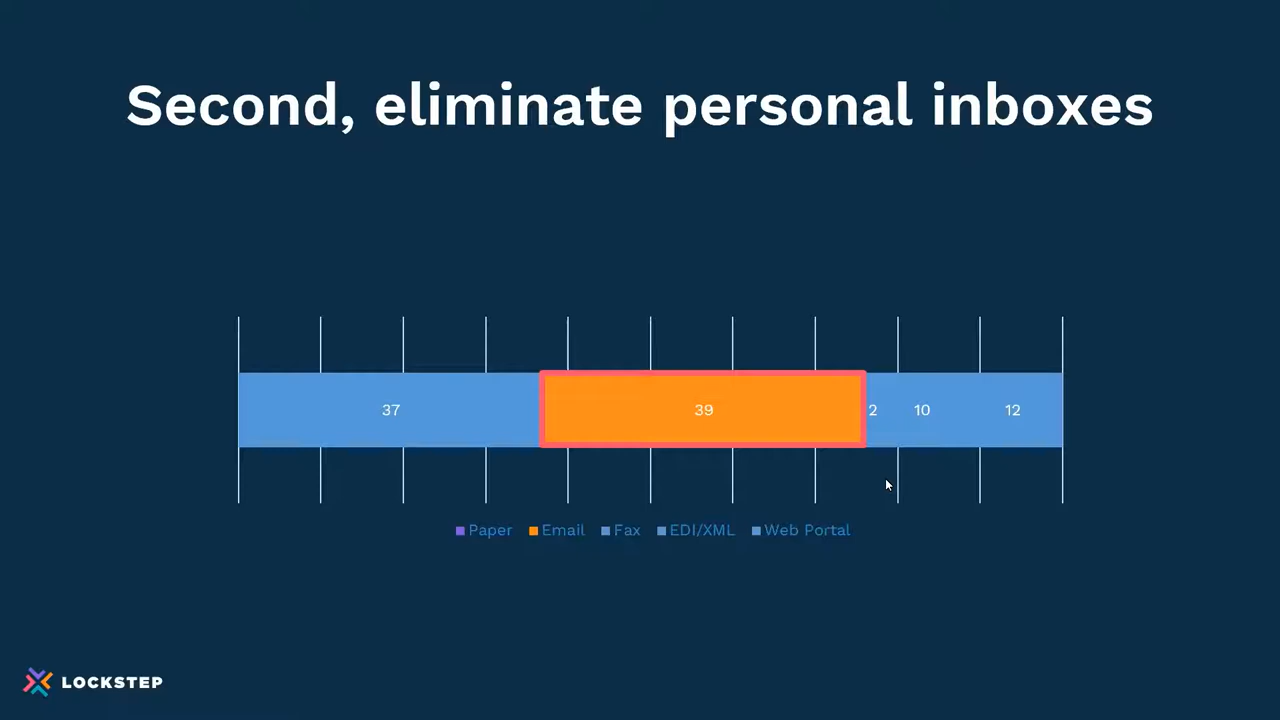 Second, eliminate personal inboxes
37 39 2 10 12
Paper Email Fax EDI/XML Web Portal
LOCKSTEP